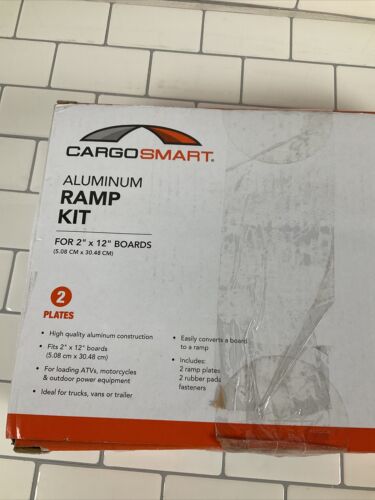 CARGOSMART®
ALUMINUM
RAMP
KIT
FOR 2" x 12" BOARDS
(5.08 CM x 30.48 CM)
2
PLATES
• High quality aluminum construction
• Fits 2" x 12" boards
(5.08 cm x 30.48 cm)
• For loading ATVs, motorcycles
& outdoor power equipment
• Ideal for trucks, vans or trailer
• Easily converts a board
to a ramp
• Includes:
2 ramp plates
2 rubber pads
fasteners